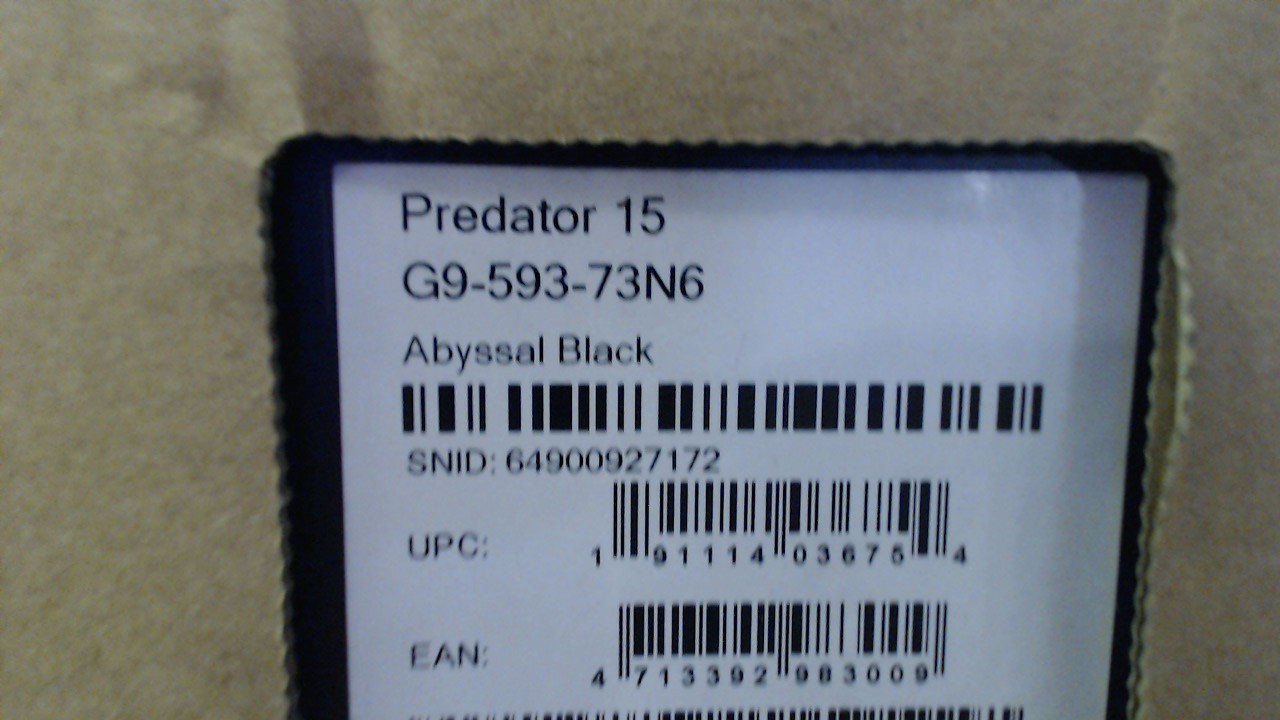 Predator 15
G9-593-73N6
Abyssal Black
SNID: 64900927172
UPC: 1 91114 03675 4
EAN: 4 713392 983009